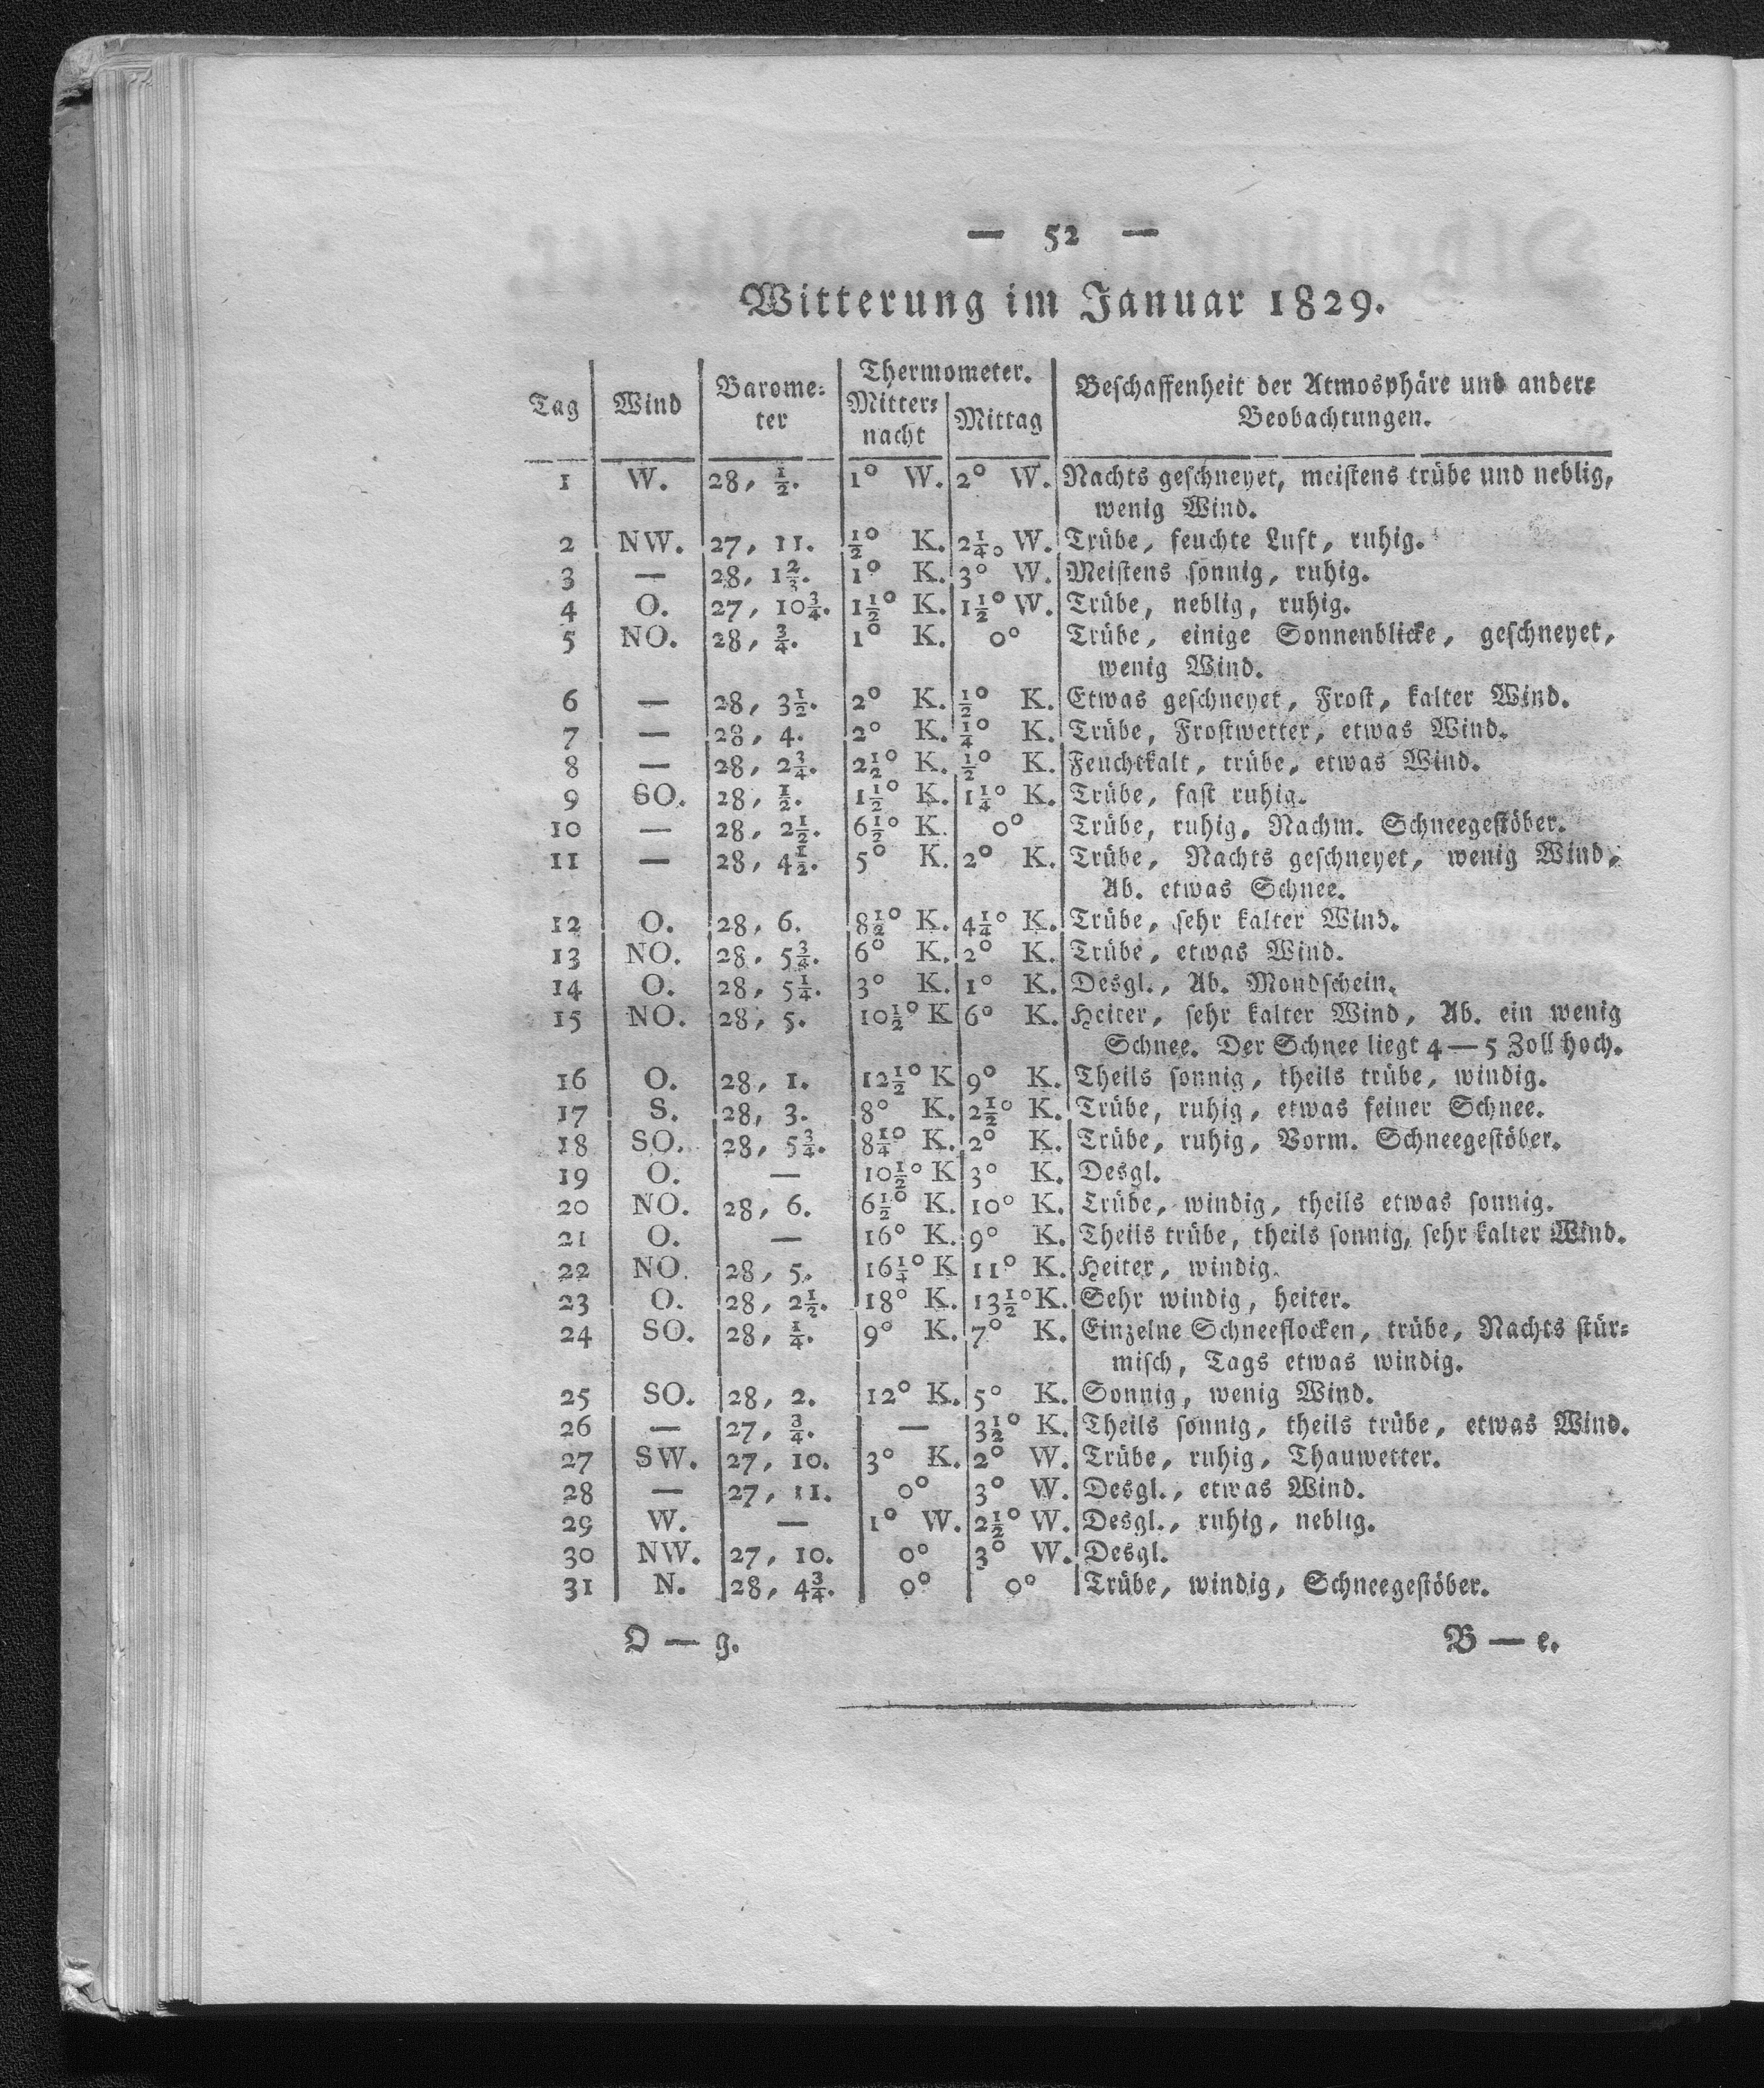 — 52 —
Witterung im Januar 1829.
Tag | Wind | Barome- ter | Thermometer. Mitter- nacht | Mittag | Beschaffenheit der Atmosphäre und andere Beobachtungen.
1 | W. | 28, ½. | 1° W. | 2° W. | Nachts geschneyet, meistens trübe und neblig,
wenig Wind.
2 | NW. | 27, 11. | ½° K. | 2¼° W. | Trübe, feuchte Luft, ruhig.
3 | — | 28, 1⅔. | 1° K. | 3° W. | Meistens sonnig, ruhig.
4 | O. | 27, 10¾. | 1½° K. | 1½° W. | Trübe, neblig, ruhig.
5 | NO. | 28, ¾. | 1° K. | 0° | Trübe, einige Sonnenblicke, geschneyet,
wenig Wind.
6 | — | 28, 3½. | 2° K. | ½° K. | Etwas geschneyet, Frost, kalter Wind.
7 | — | 28, 4. | 2° K. | ¼° K. | Trübe, Frostwetter, etwas Wind.
8 | — | 28, 2¾. | 2½° K. | ½° K. | Feuchtkalt, trübe, etwas Wind.
9 | SO. | 28, ½. | 1½° K. | 1¼° K. | Trübe, fast ruhig.
10 | — | 28, 2½. | 6½° K. | 0° | Trübe, ruhig, Nachm. Schneegestöber.
11 | — | 28, 4½. | 5° K. | 2° K. | Trübe, Nachts geschneyet, wenig Wind,
Ab. etwas Schnee.
12 | O. | 28, 6. | 8½° K. | 4¼° K. | Trübe, sehr kalter Wind.
13 | NO. | 28, 5¾. | 6° K. | 2° K. | Trübe, etwas Wind.
14 | O. | 28, 5¼. | 3° K. | 1° K. | Desgl., Ab. Mondschein.
15 | NO. | 28, 5. | 10½° K | 6° K. | Heiter, sehr kalter Wind, Ab. ein wenig
Schnee. Der Schnee liegt 4 — 5 Zoll hoch.
16 | O. | 28, 1. | 12½° K | 9° K. | Theils sonnig, theils trübe, windig.
17 | S. | 28, 3. | 8° K. | 2½° K. | Trübe, ruhig, etwas feiner Schnee.
18 | SO. | 28, 5¾. | 8¼° K. | 2° K. | Trübe, ruhig, Vorm. Schneegestöber.
19 | O. | — | 10½° K | 3° K. | Desgl.
20 | NO. | 28, 6. | 6½° K. | 10° K. | Trübe, windig, theils etwas sonnig.
21 | O. | — | 16° K. | 9° K. | Theils trübe, theils sonnig, sehr kalter Wind.
22 | NO. | 28, 5. | 16¼° K | 11° K. | Heiter, windig.
23 | O. | 28, 2½. | 18° K. | 13½° K. | Sehr windig, heiter.
24 | SO. | 28, ¼. | 9° K. | 7° K. | Einzelne Schneeflocken, trübe, Nachts stür-
misch, Tags etwas windig.
25 | SO. | 28, 2. | 12° K. | 5° K. | Sonnig, wenig Wind.
26 | — | 27, ¾. | — | 3½° K. | Theils sonnig, theils trübe, etwas Wind.
27 | SW. | 27, 10. | 3° K. | 2° W. | Trübe, ruhig, Thauwetter.
28 | — | 27, 11. | 0° | 3° W. | Desgl., etwas Wind.
29 | W. | — | 1° W. | 2½° W. | Desgl., ruhig, neblig.
30 | NW. | 27, 10. | 0° | 3° W. | Desgl.
31 | N. | 28, 4¾. | 0° | 0° | Trübe, windig, Schneegestöber.
O — g. B — e.